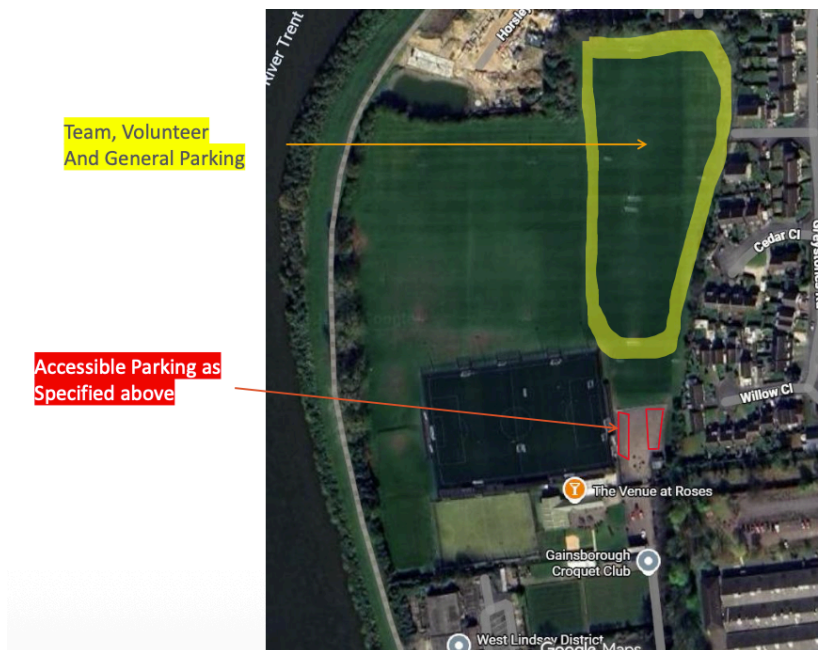 Horsley
River Trent
Team, Volunteer
And General Parking
Cedar Cl
Accessible Parking as
Specified above
Willow Cl
The Venue at Roses
Gainsborough
Croquet Club
West Lindsey District
Google Maps